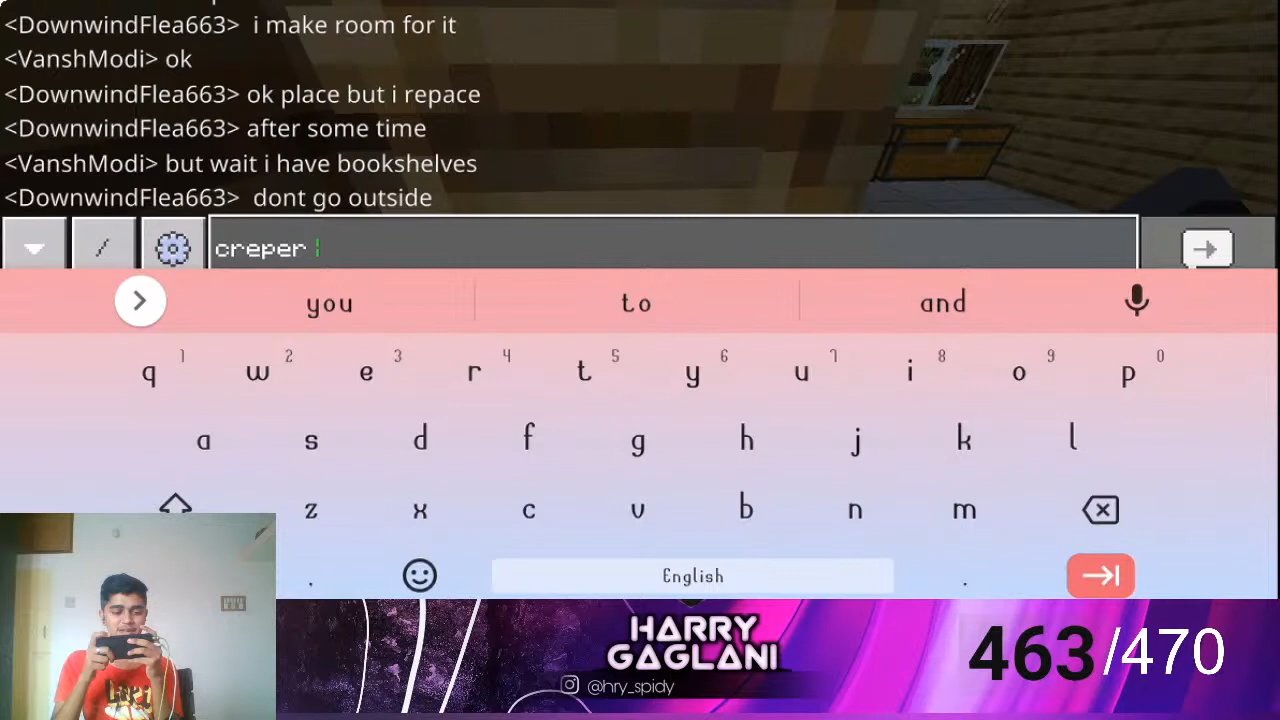 <DownwindFlea663>  i make room for it
<VanshModi> ok
<DownwindFlea663> ok place but i repace
<DownwindFlea663> after some time
<VanshModi> but wait i have bookshelves
<DownwindFlea663>  dont go outside
/ creper
you to and
1 2 3 4 5 6 7 8 9 0
q w e r t y u i o p
a s d f g h j k l
z x c v b n m
. English .
HARRY
GAGLANI
@hry_spidy
463/470